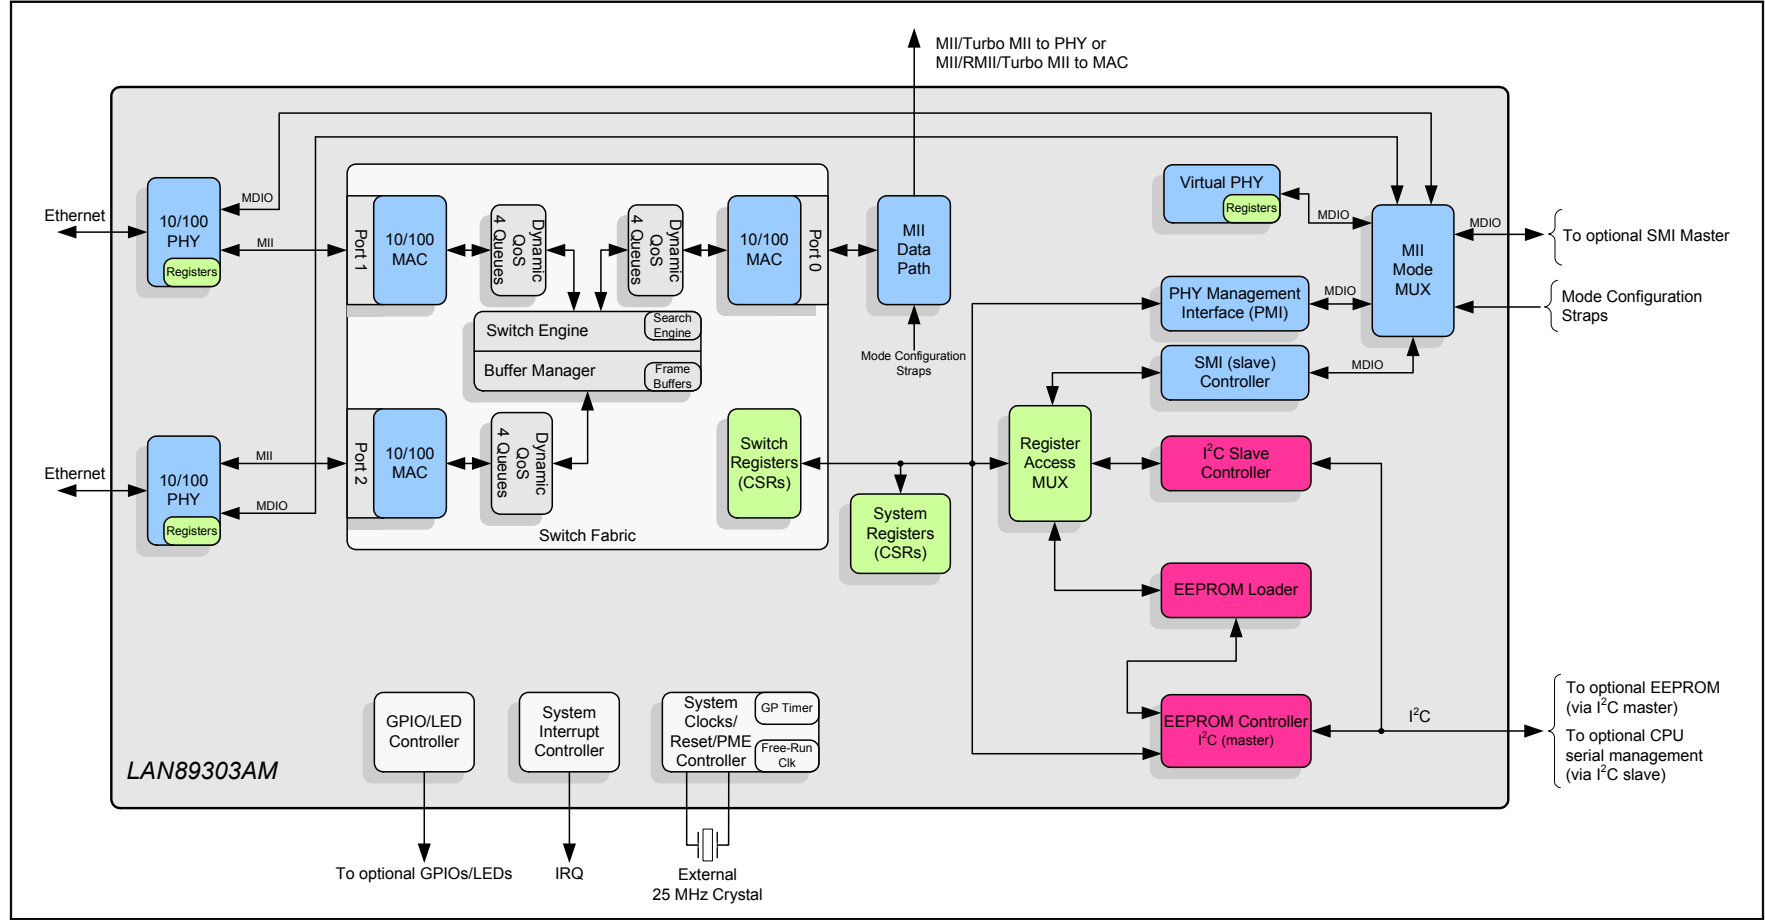 MII/Turbo MII to PHY or
MII/RMII/Turbo MII to MAC
Ethernet
10/100
PHY
Registers
MDIO
MII
Port 1
10/100
MAC
Dynamic
QoS
4 Queues
Dynamic
QoS
4 Queues
10/100
MAC
Port 0
MII
Data
Path
Mode Configuration
Straps
Switch Engine
Search
Engine
Buffer Manager
Frame
Buffers
Virtual PHY
Registers
MDIO
MII
Mode
MUX
MDIO
To optional SMI Master
Mode Configuration
Straps
PHY Management
Interface (PMI)
MDIO
SMI (slave)
Controller
MDIO
Ethernet
10/100
PHY
Registers
MII
MDIO
Port 2
10/100
MAC
Dynamic
QoS
4 Queues
Switch
Registers
(CSRs)
Switch Fabric
System
Registers
(CSRs)
Register
Access
MUX
I²C Slave
Controller
EEPROM Loader
EEPROM Controller
I²C (master)
I²C
To optional EEPROM
(via I²C master)
To optional CPU
serial management
(via I²C slave)
GPIO/LED
Controller
System
Interrupt
Controller
System
Clocks/
Reset/PME
Controller
GP Timer
Free-Run
Clk
LAN89303AM
To optional GPIOs/LEDs
IRQ
External
25 MHz Crystal